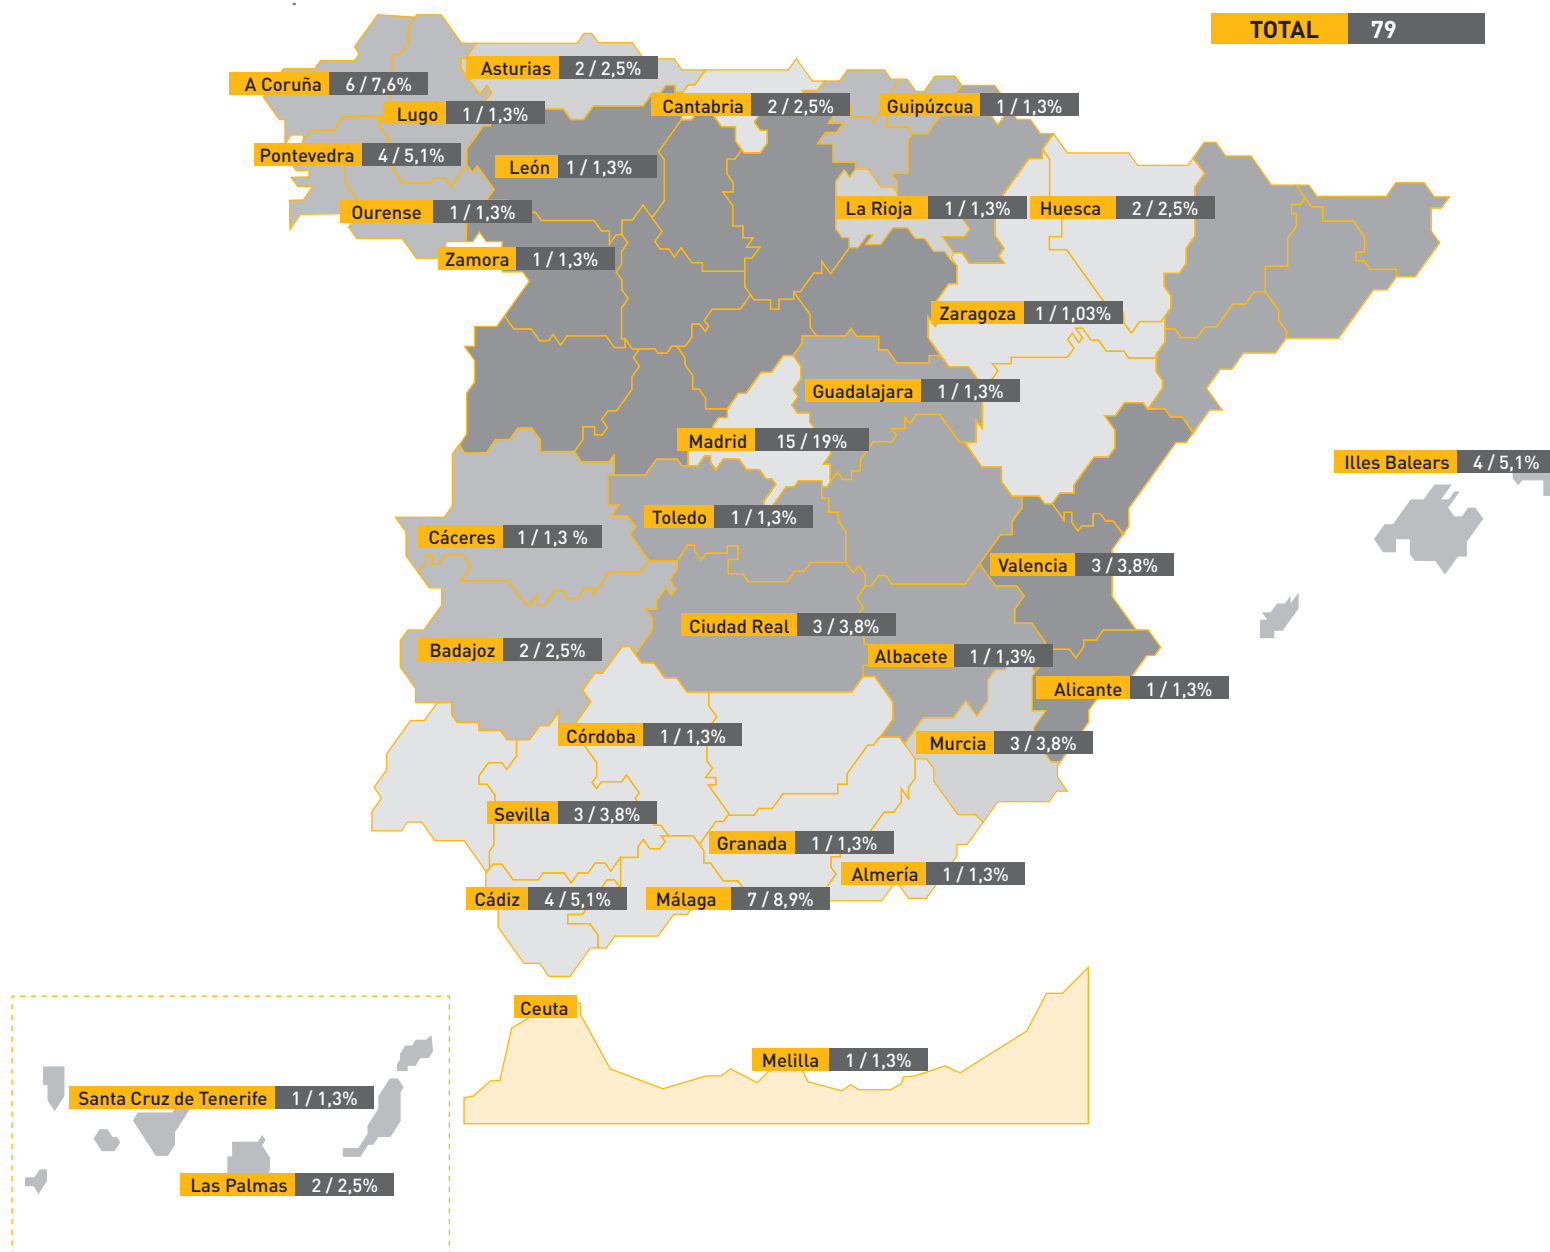 TOTAL 79
Asturias 2 / 2,5%
A Coruña 6 / 7,6%
Cantabria 2 / 2,5%
Guipúzcua 1 / 1,3%
Lugo 1 / 1,3%
Pontevedra 4 / 5,1%
León 1 / 1,3%
Ourense 1 / 1,3%
La Rioja 1 / 1,3%
Huesca 2 / 2,5%
Zamora 1 / 1,3%
Zaragoza 1 / 1,03%
Guadalajara 1 / 1,3%
Madrid 15 / 19%
Illes Balears 4 / 5,1%
Toledo 1 / 1,3%
Cáceres 1 / 1,3 %
Valencia 3 / 3,8%
Ciudad Real 3 / 3,8%
Badajoz 2 / 2,5%
Albacete 1 / 1,3%
Alicante 1 / 1,3%
Córdoba 1 / 1,3%
Murcia 3 / 3,8%
Sevilla 3 / 3,8%
Granada 1 / 1,3%
Almería 1 / 1,3%
Cádiz 4 / 5,1%
Málaga 7 / 8,9%
Ceuta
Melilla 1 / 1,3%
Santa Cruz de Tenerife 1 / 1,3%
Las Palmas 2 / 2,5%